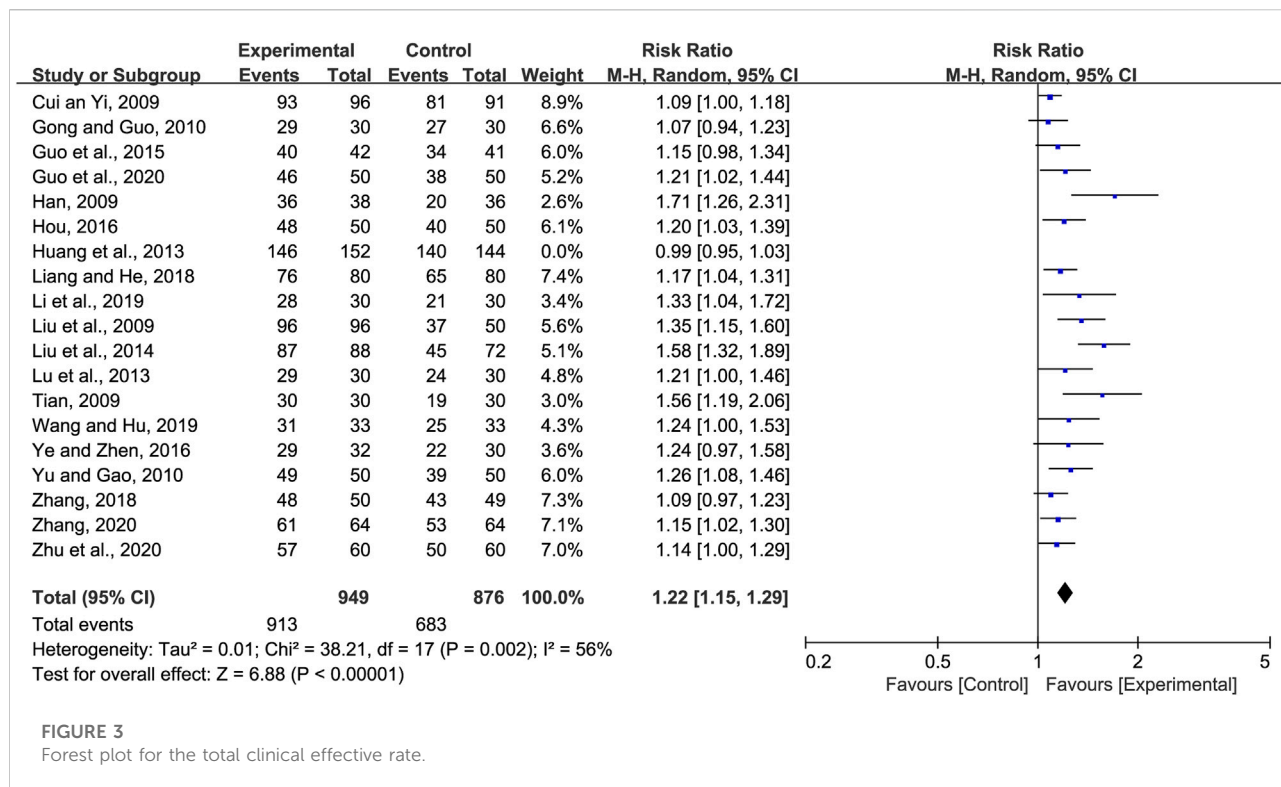 Experimental Control Risk Ratio Risk Ratio
Study or Subgroup Events Total Events Total Weight M-H, Random, 95% CI M-H, Random, 95% CI
Cui an Yi, 2009 93 96 81 91 8.9% 1.09 [1.00, 1.18]
Gong and Guo, 2010 29 30 27 30 6.6% 1.07 [0.94, 1.23]
Guo et al., 2015 40 42 34 41 6.0% 1.15 [0.98, 1.34]
Guo et al., 2020 46 50 38 50 5.2% 1.21 [1.02, 1.44]
Han, 2009 36 38 20 36 2.6% 1.71 [1.26, 2.31]
Hou, 2016 48 50 40 50 6.1% 1.20 [1.03, 1.39]
Huang et al., 2013 146 152 140 144 0.0% 0.99 [0.95, 1.03]
Liang and He, 2018 76 80 65 80 7.4% 1.17 [1.04, 1.31]
Li et al., 2019 28 30 21 30 3.4% 1.33 [1.04, 1.72]
Liu et al., 2009 96 96 37 50 5.6% 1.35 [1.15, 1.60]
Liu et al., 2014 87 88 45 72 5.1% 1.58 [1.32, 1.89]
Lu et al., 2013 29 30 24 30 4.8% 1.21 [1.00, 1.46]
Tian, 2009 30 30 19 30 3.0% 1.56 [1.19, 2.06]
Wang and Hu, 2019 31 33 25 33 4.3% 1.24 [1.00, 1.53]
Ye and Zhen, 2016 29 32 22 30 3.6% 1.24 [0.97, 1.58]
Yu and Gao, 2010 49 50 39 50 6.0% 1.26 [1.08, 1.46]
Zhang, 2018 48 50 43 49 7.3% 1.09 [0.97, 1.23]
Zhang, 2020 61 64 53 64 7.1% 1.15 [1.02, 1.30]
Zhu et al., 2020 57 60 50 60 7.0% 1.14 [1.00, 1.29]
Total (95% CI) 949 876 100.0% 1.22 [1.15, 1.29]
Total events 913 683
Heterogeneity: Tau² = 0.01; Chi² = 38.21, df = 17 (P = 0.002); I² = 56%
Test for overall effect: Z = 6.88 (P < 0.00001)
0.2 0.5 1 2 5
Favours [Control] Favours [Experimental]
FIGURE 3
Forest plot for the total clinical effective rate.